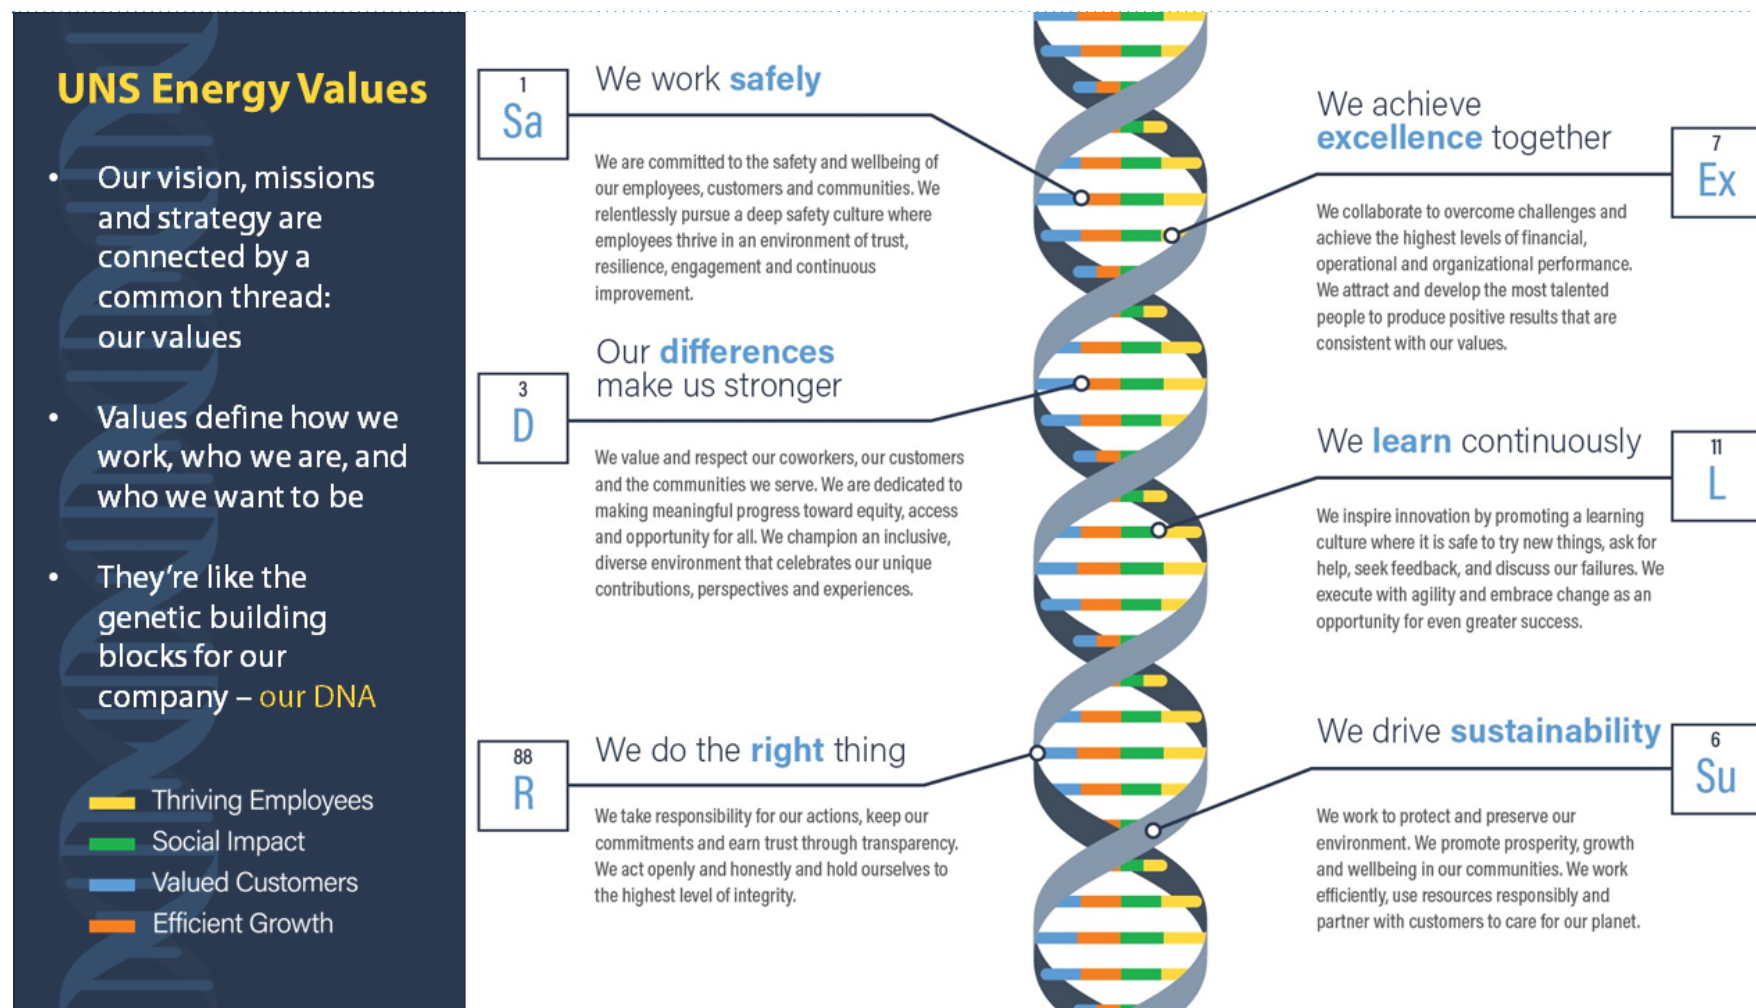 UNS Energy Values
• Our vision, missions
and strategy are
connected by a
common thread:
our values
• Values define how we
work, who we are, and
who we want to be
• They're like the
genetic building
blocks for our
company – our DNA
Thriving Employees
Social Impact
Valued Customers
Efficient Growth
1
Sa
We work safely
We are committed to the safety and wellbeing of
our employees, customers and communities. We
relentlessly pursue a deep safety culture where
employees thrive in an environment of trust,
resilience, engagement and continuous
improvement.
3
D
Our differences
make us stronger
We value and respect our coworkers, our customers
and the communities we serve. We are dedicated to
making meaningful progress toward equity, access
and opportunity for all. We champion an inclusive,
diverse environment that celebrates our unique
contributions, perspectives and experiences.
88
R
We do the right thing
We take responsibility for our actions, keep our
commitments and earn trust through transparency.
We act openly and honestly and hold ourselves to
the highest level of integrity.
We achieve
excellence together
7
Ex
We collaborate to overcome challenges and
achieve the highest levels of financial,
operational and organizational performance.
We attract and develop the most talented
people to produce positive results that are
consistent with our values.
We learn continuously
11
L
We inspire innovation by promoting a learning
culture where it is safe to try new things, ask for
help, seek feedback, and discuss our failures. We
execute with agility and embrace change as an
opportunity for even greater success.
We drive sustainability
6
Su
We work to protect and preserve our
environment. We promote prosperity, growth
and wellbeing in our communities. We work
efficiently, use resources responsibly and
partner with customers to care for our planet.